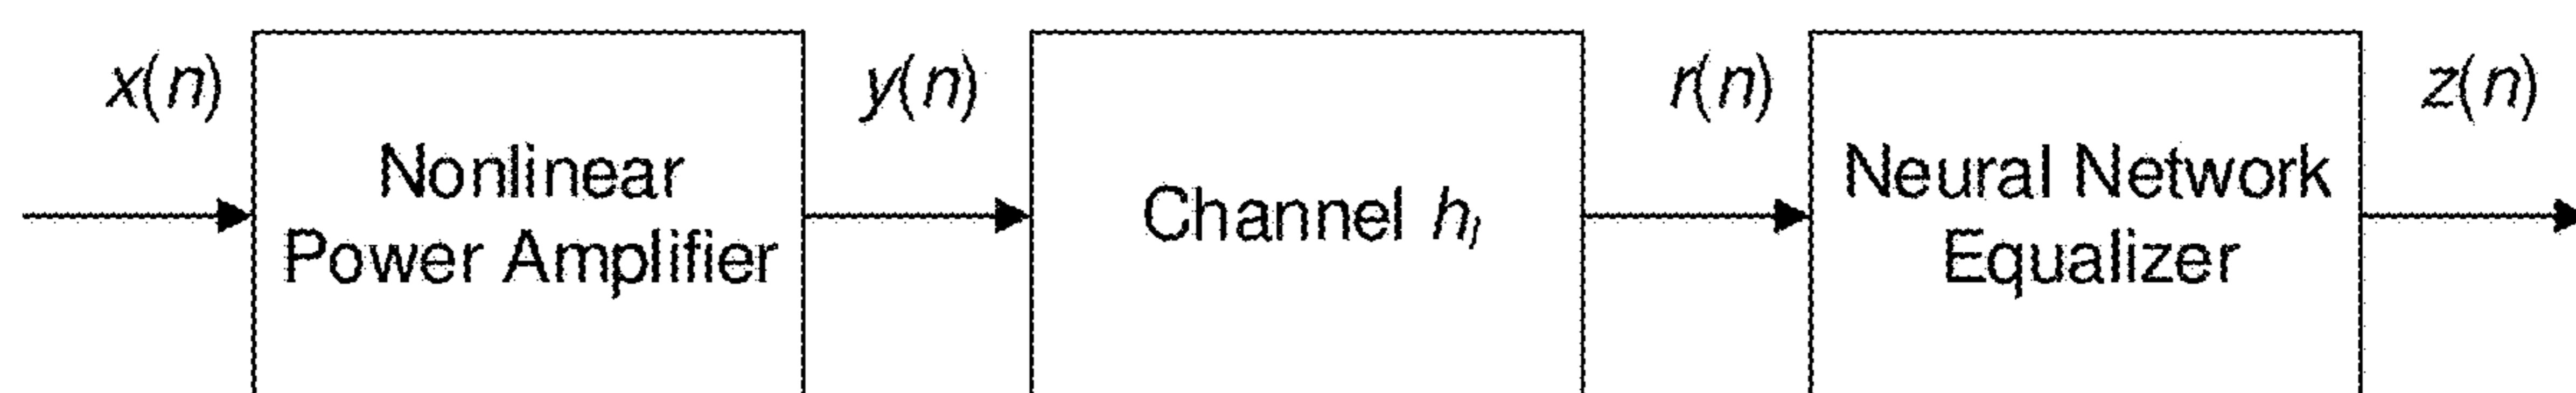 x(n)
y(n)
r(n)
z(n)
Nonlinear
Power Amplifier
Channel hₗ
Neural Network
Equalizer